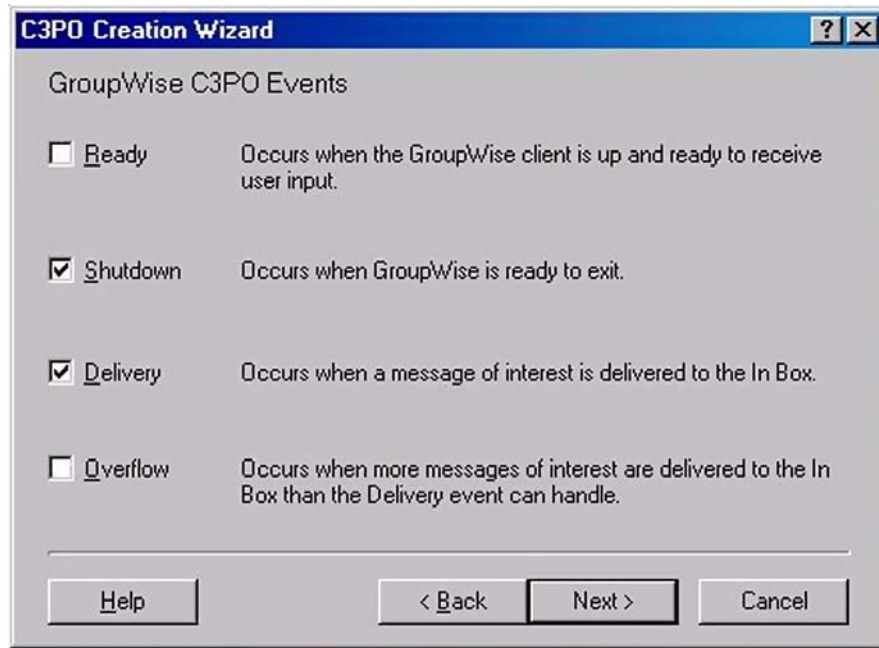 C3PO Creation Wizard
GroupWise C3PO Events
Ready
Occurs when the GroupWise client is up and ready to receive
user input.
Shutdown
Occurs when GroupWise is ready to exit.
Delivery
Occurs when a message of interest is delivered to the In Box.
Overflow
Occurs when more messages of interest are delivered to the In
Box than the Delivery event can handle.
Help
< Back
Next >
Cancel